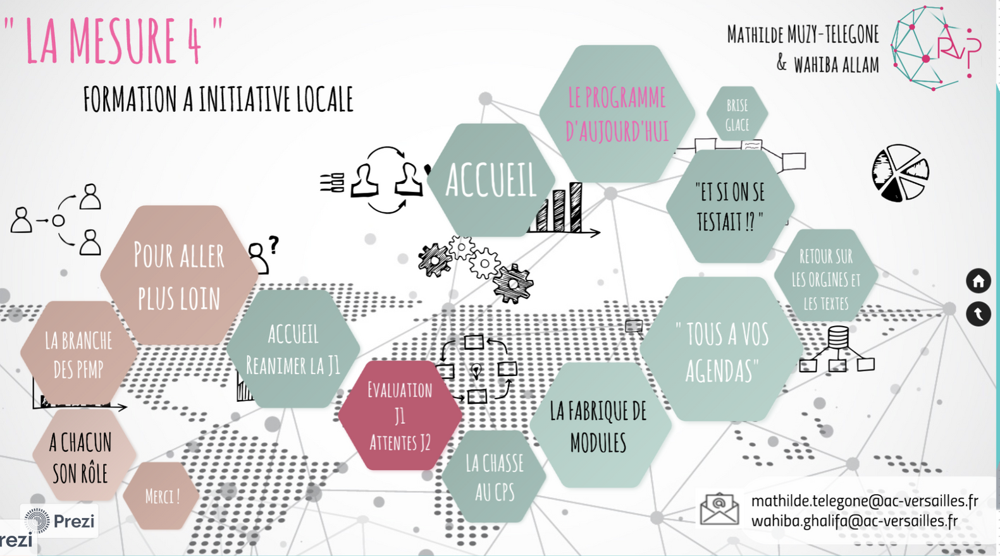 " LA MESURE 4 "
FORMATION A INITIATIVE LOCALE
MATHILDE MUZY-TELEGONE
& WAHIBA ALLAM
RVP
ACCUEIL
LE PROGRAMME
D'AUJOURD'HUI
BRISE
GLACE
"ET SI ON SE
TESTAIT !? "
RETOUR SUR
LES ORGINES ET
LES TEXTES
" TOUS A VOS
AGENDAS"
LA FABRIQUE DE
MODULES
LA CHASSE
AU CPS
EVALUATION
J1
ATTENTES J2
ACCUEIL
REANIMER LA J1
?
POUR ALLER
PLUS LOIN
LA BRANCHE
DES PFMP
A CHACUN
SON RÔLE
MERCI !
@
mathilde.telegone@ac-versailles.fr
wahiba.ghalifa@ac-versailles.fr
Prezi
rezi